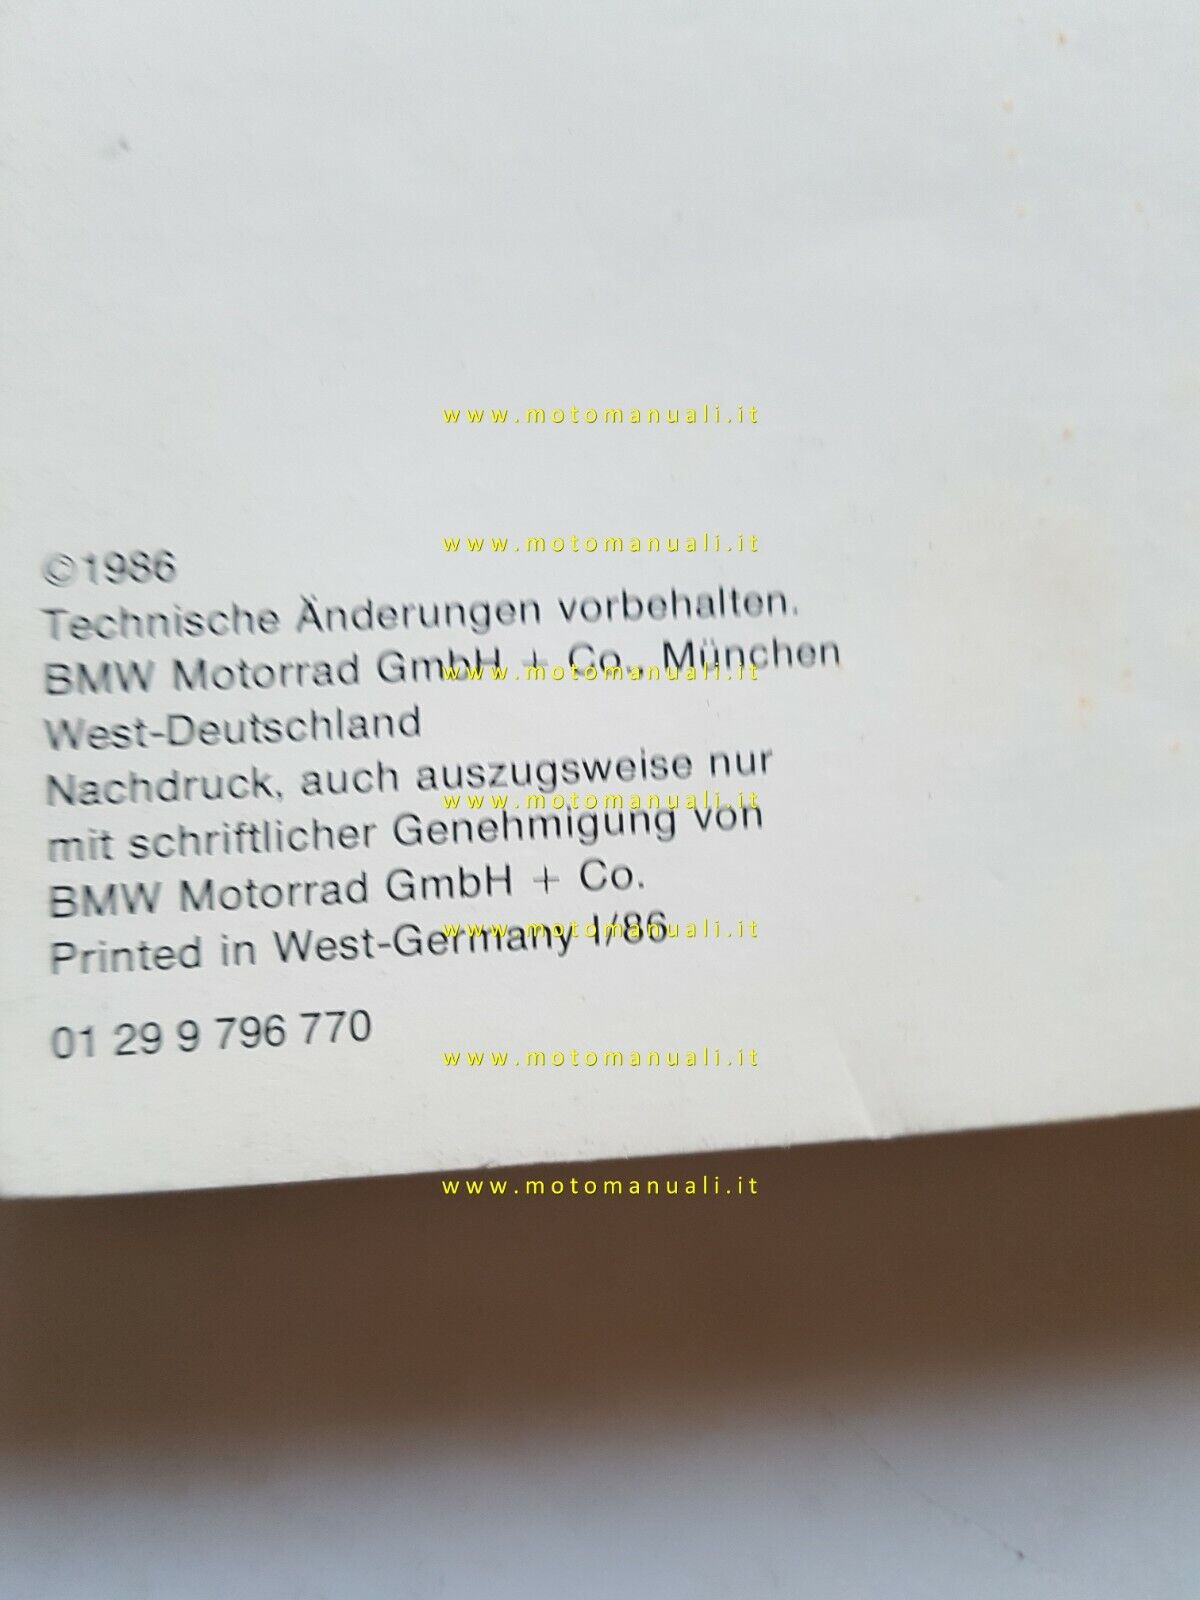 www.motomanuali.it
www.motomanuali.it
©1986
Technische Änderungen vorbehalten.
BMW Motorrad GmbH + Co., München
www.motomanuali.it
West-Deutschland
Nachdruck, auch auszugsweise nur
www.motomanuali.it
mit schriftlicher Genehmigung von
BMW Motorrad GmbH + Co.
Printed in West-Germany I/86
www.motomanuali.it
01 29 9 796 770
www.motomanuali.it
www.motomanuali.it